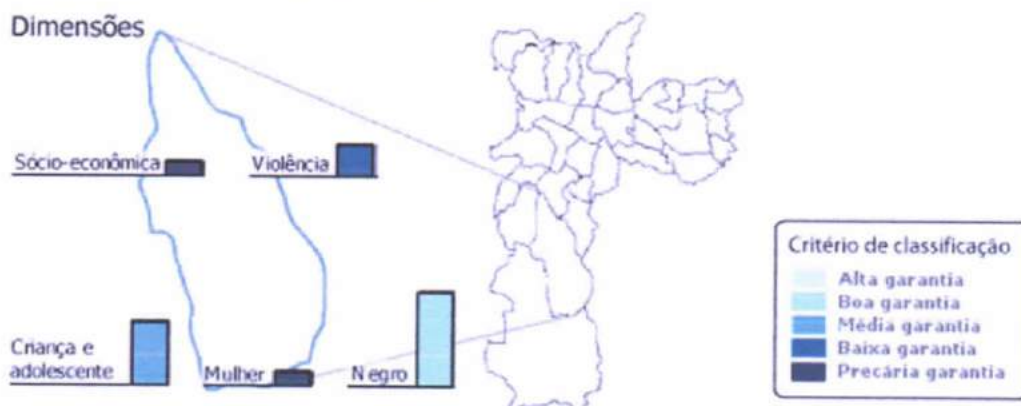 Dimensões
Sócio-econômica
Violência
Criança e
adolescente
Mulher
Negro
Critério de classificação
Alta garantia
Boa garantia
Média garantia
Baixa garantia
Precária garantia